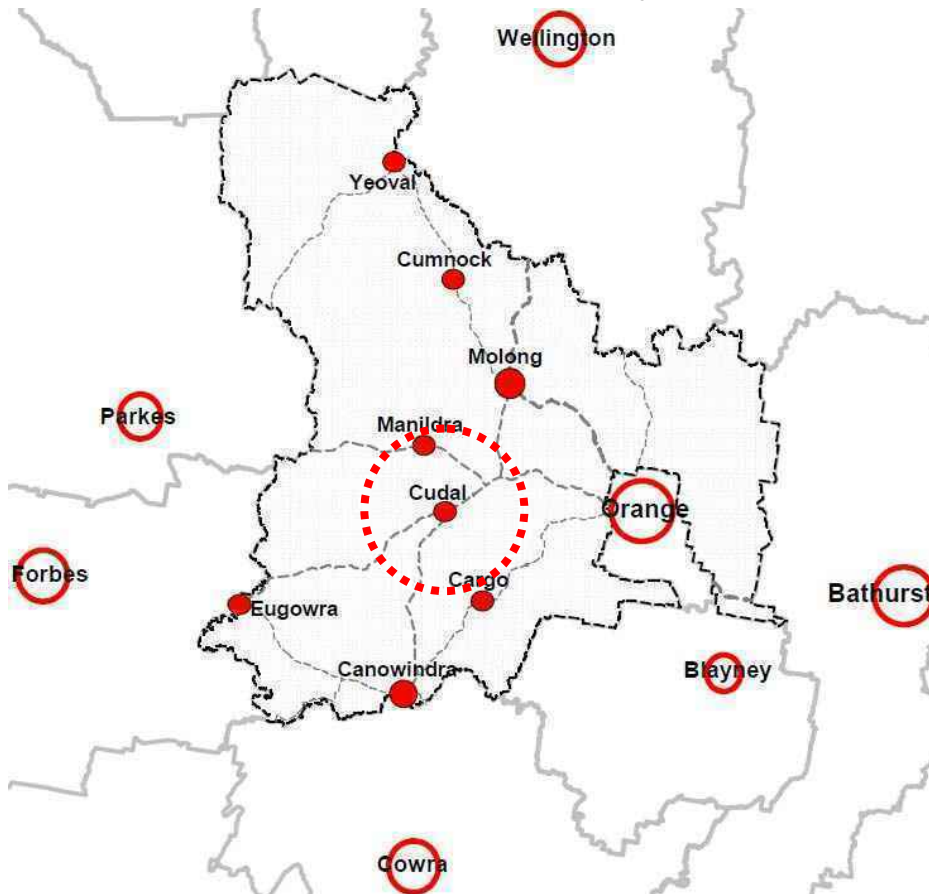 Wellington
Yeoval
Cumnock
Molong
Parkes
Manildra
Cudal
Orange
Forbes
Cargo
Bathurst
Eugowra
Canowindra
Blayney
Cowra